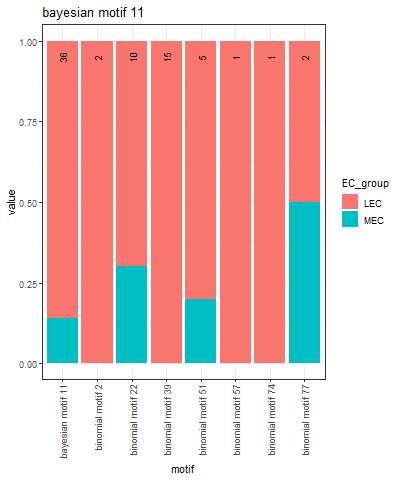 bayesian motif 11
1.00
0.75
0.50
0.25
0.00
value
36
2
10
15
5
1
1
2
bayesian motif 11
binomial motif 2
binomial motif 22
binomial motif 39
binomial motif 51
binomial motif 57
binomial motif 74
binomial motif 77
motif
EC_group
LEC
MEC